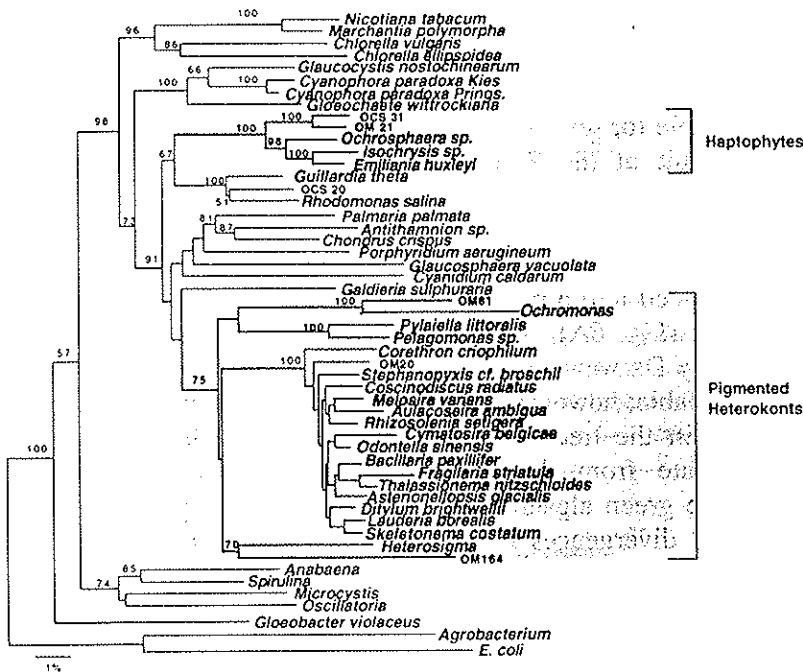 Nicotiana tabacum
Marchantia polymorpha
Chlorella vulgaris
Chlorella ellipsoidea
Glaucocystis nostochinearum
Cyanophora paradoxa Kies
Cyanophora paradoxa Prings.
Gloeochaete wittrockiana
OCS 31
OM 21
Ochrosphaera sp.
Isochrysis sp.
Emiliania huxleyi
Haptophytes
Guillardia theta
OCS 20
Rhodomonas salina
Palmaria palmata
Antithamnion sp.
Chondrus crispus
Porphyridium aerugineum
Glaucosphaera vacuolata
Cyanidium caldarum
Galdieria sulphuraria
OM81
Ochromonas
Pylaiella littoralis
Pelagomonas sp.
Corethron criophilum
OM20
Stephanopyxis cf. broschii
Coscinodiscus radiatus
Melosira varians
Aulacoseira ambigua
Rhizosolenia setigera
Cymatosira belgicae
Odontella sinensis
Bacillaria paxillifer
Fragilaria striatula
Thalassionema nitzschioides
Asterionellopsis glacialis
Ditylum brightwellii
Lauderia borealis
Skeletonema costatum
Heterosigma
OM164
Pigmented
Heterokonts
Anabaena
Spirulina
Microcystis
Oscillatoria
Gloeobacter violaceus
Agrobacterium
E. coli
100
96
86
66
100
100
98
100
100
98
100
67
100
51
73
81
87
91
100
100
57
75
100
100
70
65
74
1%